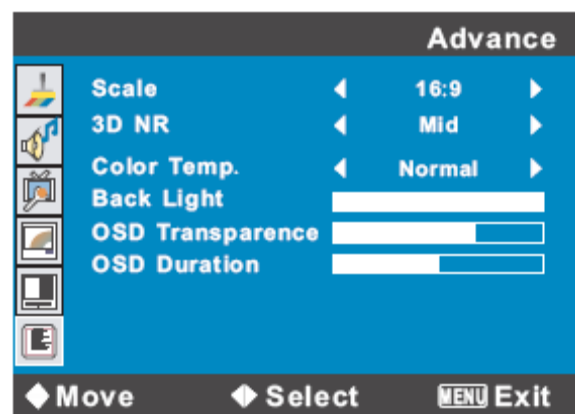 Advance
Scale 16:9
3D NR Mid
Color Temp. Normal
Back Light
OSD Transparence
OSD Duration
Move Select MENU Exit